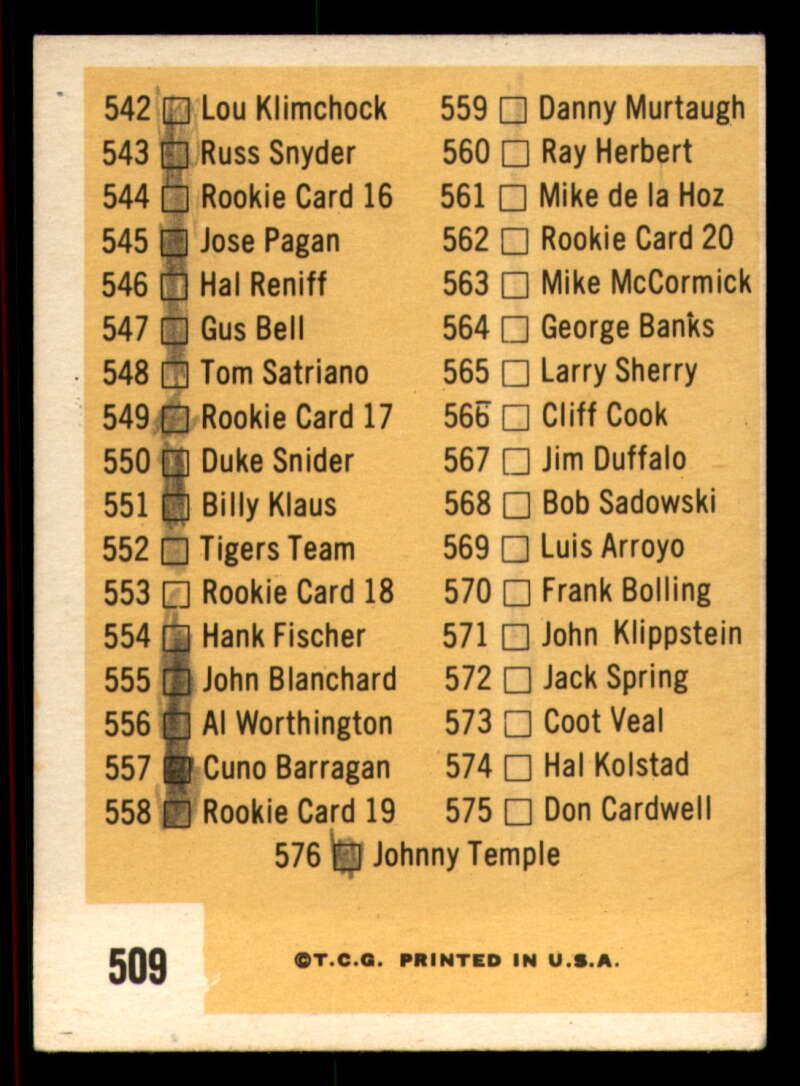 542 Lou Klimchock
543 Russ Snyder
544 Rookie Card 16
545 Jose Pagan
546 Hal Reniff
547 Gus Bell
548 Tom Satriano
549 Rookie Card 17
550 Duke Snider
551 Billy Klaus
552 Tigers Team
553 Rookie Card 18
554 Hank Fischer
555 John Blanchard
556 Al Worthington
557 Cuno Barragan
558 Rookie Card 19
559 Danny Murtaugh
560 Ray Herbert
561 Mike de la Hoz
562 Rookie Card 20
563 Mike McCormick
564 George Banks
565 Larry Sherry
566 Cliff Cook
567 Jim Duffalo
568 Bob Sadowski
569 Luis Arroyo
570 Frank Bolling
571 John Klippstein
572 Jack Spring
573 Coot Veal
574 Hal Kolstad
575 Don Cardwell
576 Johnny Temple
509
©T.C.G. PRINTED IN U.S.A.